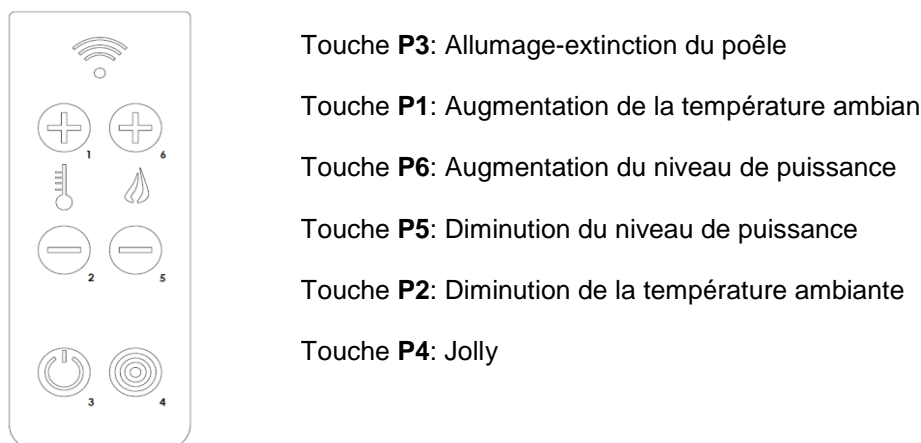 Touche P3: Allumage-extinction du poêle
Touche P1: Augmentation de la température ambian
Touche P6: Augmentation du niveau de puissance
Touche P5: Diminution du niveau de puissance
Touche P2: Diminution de la température ambiante
Touche P4: Jolly
1 6
2 5
3 4